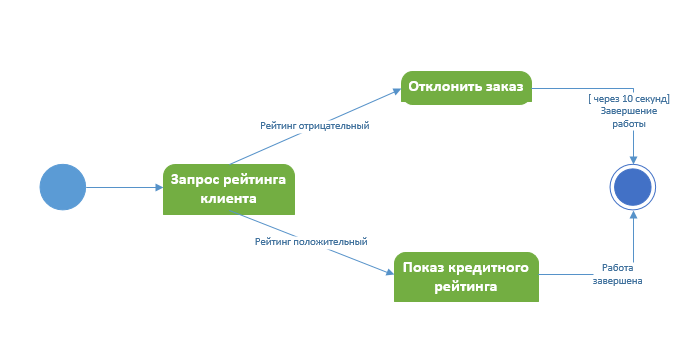 Отклонить заказ
[ через 10 секунд]
Завершение
работы
Рейтинг отрицательный
Запрос рейтинга
клиента
Рейтинг положительный
Показ кредитного
рейтинга
Работа
завершена